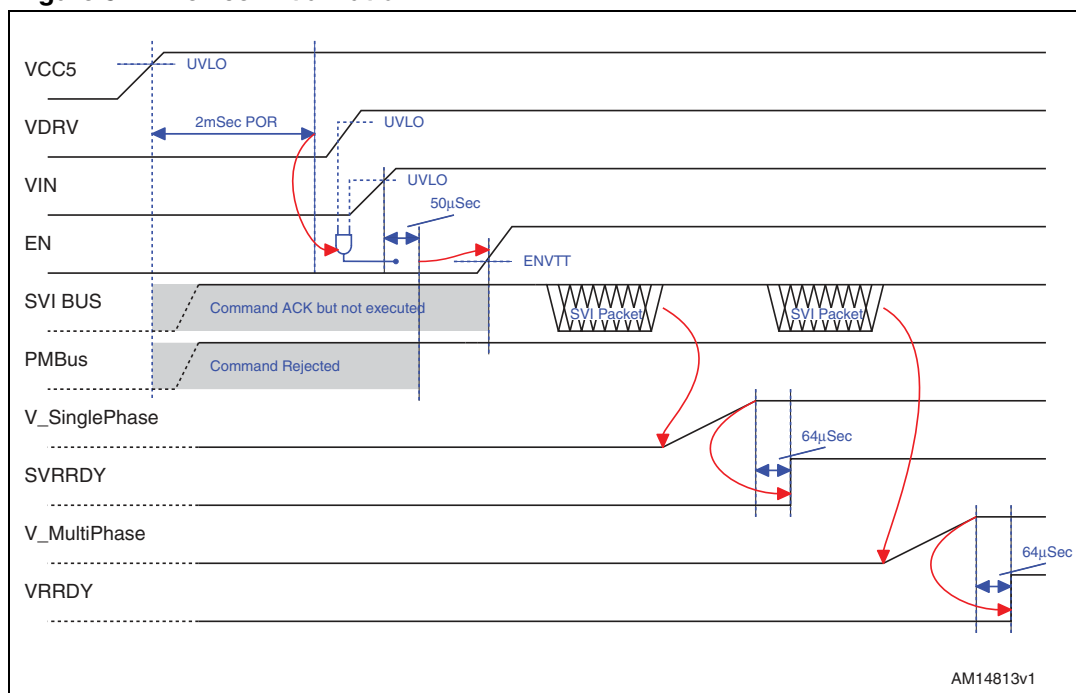 VCC5
UVLO
2mSec POR
VDRV
UVLO
VIN
UVLO
50μSec
EN
ENVTT
SVI BUS
Command ACK but not executed
SVI Packet
SVI Packet
PMBus
Command Rejected
V_SinglePhase
64μSec
SVRRDY
V_MultiPhase
64μSec
VRRDY
AM14813v1